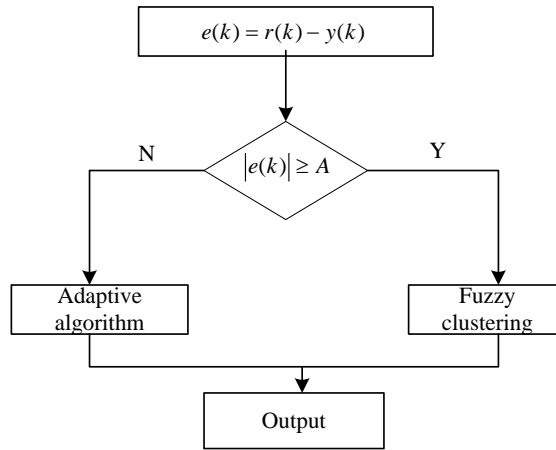 e(k) = r(k) − y(k)
N
Y
|e(k)| ≥ A
Adaptive
algorithm
Fuzzy
clustering
Output